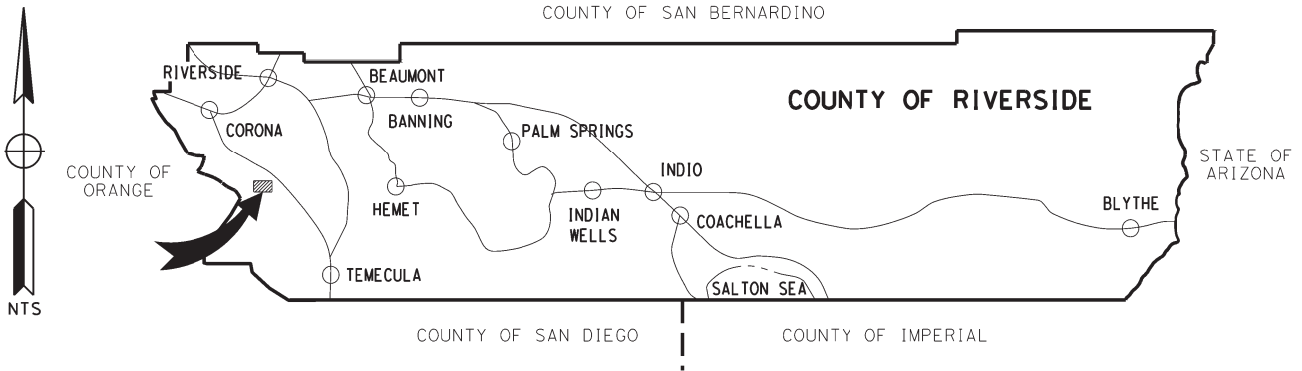 COUNTY OF SAN BERNARDINO
RIVERSIDE
BEAUMONT
COUNTY OF RIVERSIDE
CORONA
BANNING
PALM SPRINGS
COUNTY OF
ORANGE
STATE OF
ARIZONA
INDIO
HEMET
INDIAN
WELLS
COACHELLA
BLYTHE
TEMECULA
SALTON SEA
NTS
COUNTY OF SAN DIEGO
COUNTY OF IMPERIAL